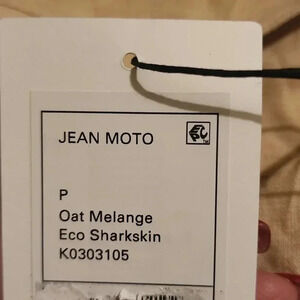 JEAN MOTO
P
Oat Melange
Eco Sharkskin
K0303105